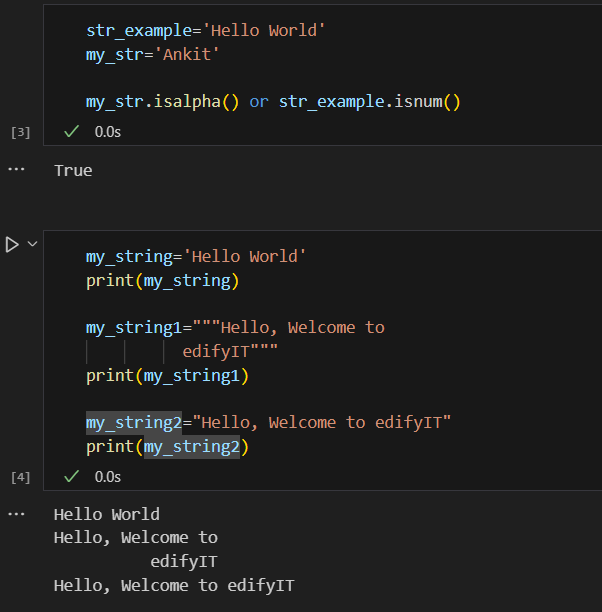 str_example='Hello World'
my_str='Ankit'
my_str.isalpha() or str_example.isnum()
[3] 0.0s
... True
my_string='Hello World'
print(my_string)
my_string1="""Hello, Welcome to
edifyIT"""
print(my_string1)
my_string2="Hello, Welcome to edifyIT"
print(my_string2)
[4] 0.0s
... Hello World
Hello, Welcome to
edifyIT
Hello, Welcome to edifyIT